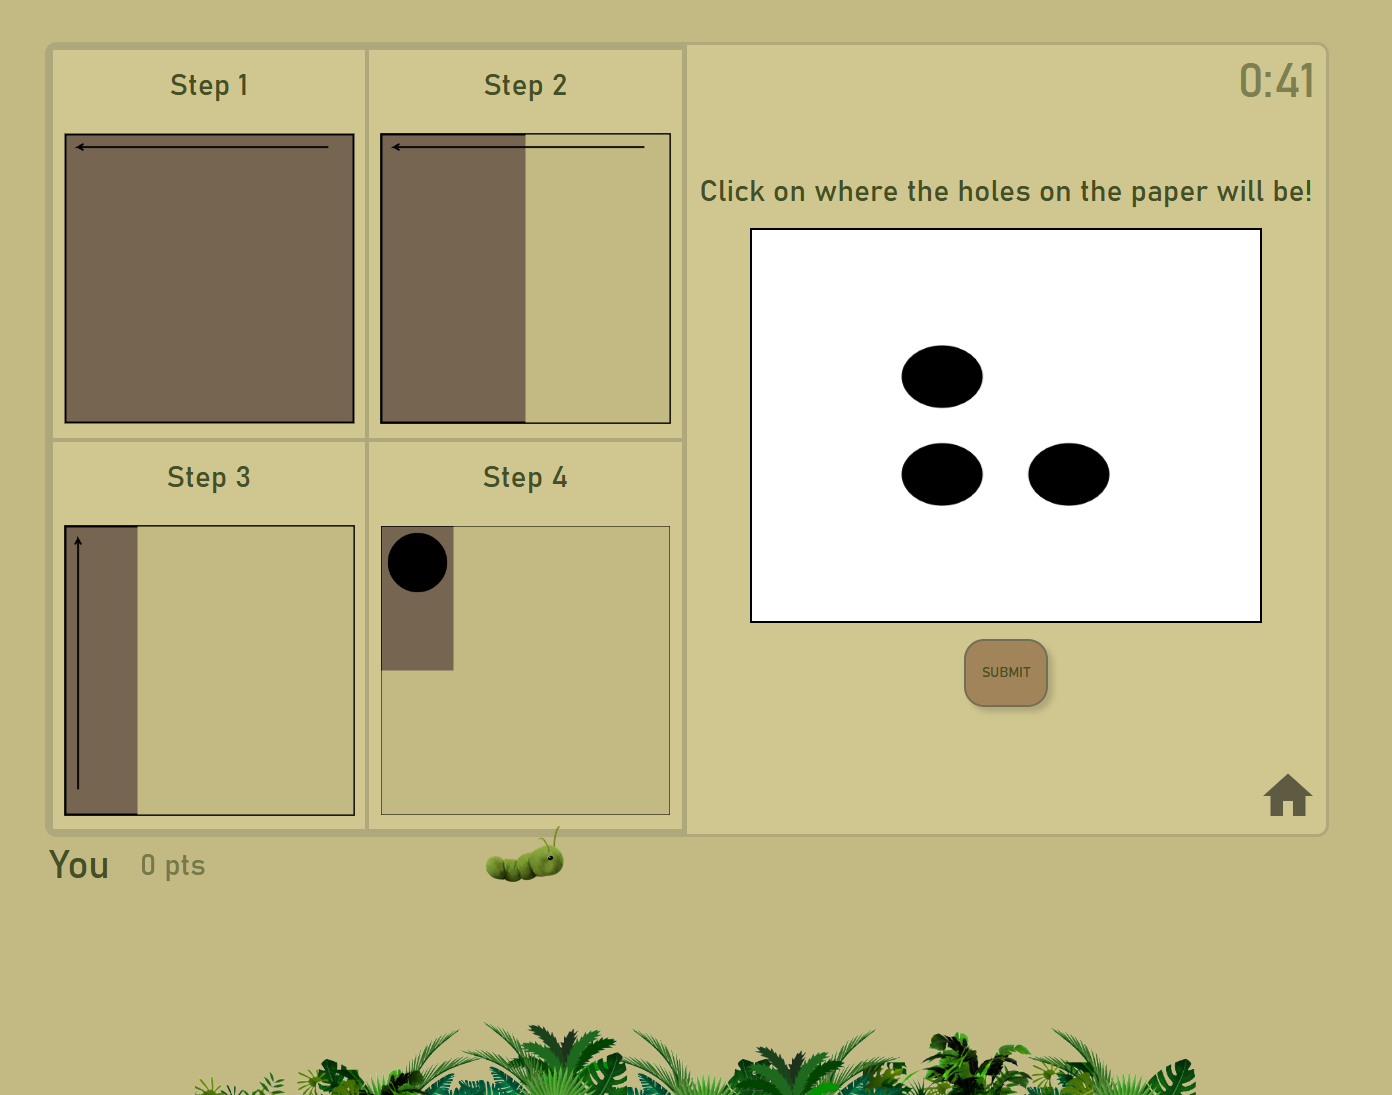 Step 1
Step 2
0:41
Click on where the holes on the paper will be!
Step 3
Step 4
SUBMIT
You
0 pts